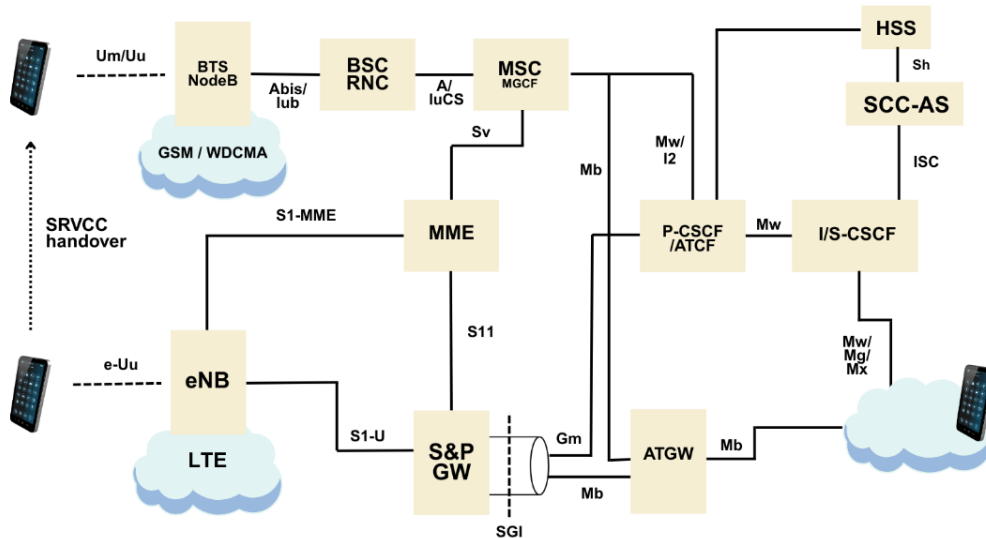 HSS
Um/Uu
BTS
NodeB
BSC
RNC
MSC
MGCF
Abis/
Iub
A/
IuCS
Sh
SCC-AS
Sv
Mw/
I2
GSM / WDCMA
Mb
ISC
SRVCC
handover
S1-MME
MME
P-CSCF
/ATCF
Mw
I/S-CSCF
S11
Mw/
Mg/
Mx
e-Uu
eNB
S1-U
LTE
S&P
GW
Gm
ATGW
Mb
Mb
SGI